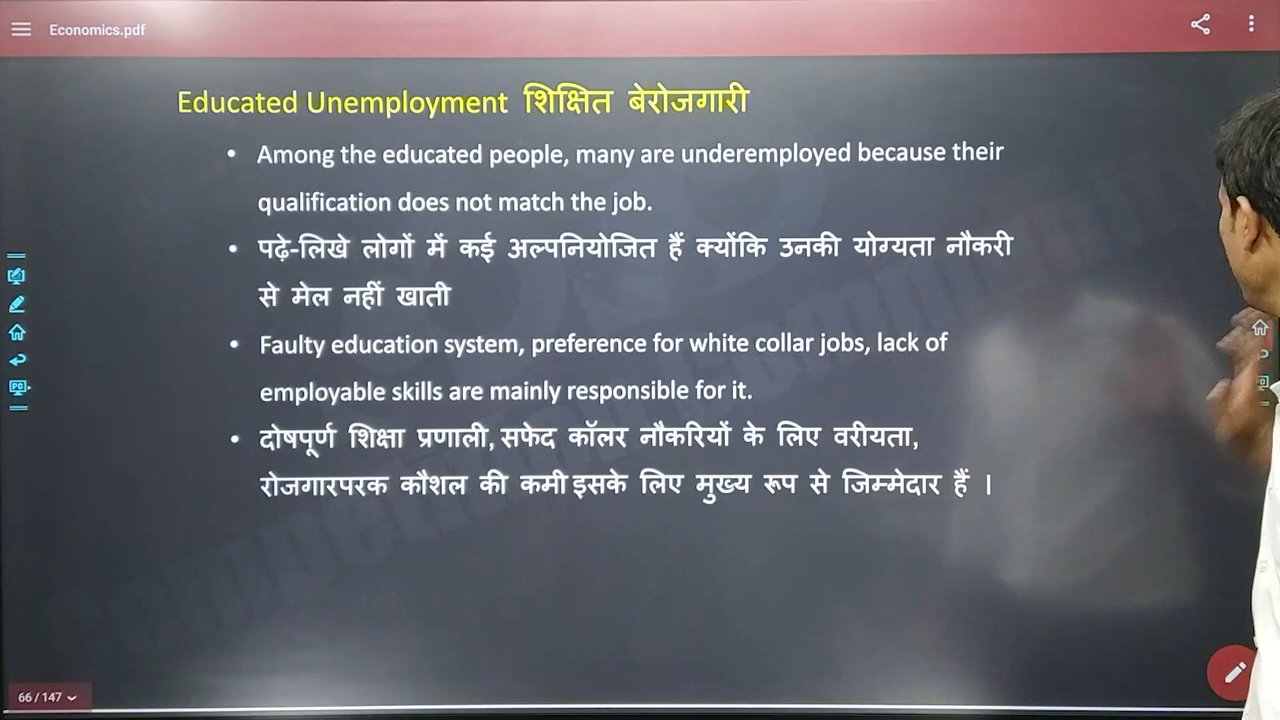 Economics.pdf
Educated Unemployment शिक्षित बेरोजगारी
• Among the educated people, many are underemployed because their
qualification does not match the job.
• पढ़े-लिखे लोगों में कई अल्पनियोजित हैं क्योंकि उनकी योग्यता नौकरी
से मेल नहीं खाती
• Faulty education system, preference for white collar jobs, lack of
employable skills are mainly responsible for it.
• दोषपूर्ण शिक्षा प्रणाली, सफेद कॉलर नौकरियों के लिए वरीयता,
रोजगारपरक कौशल की कमी इसके लिए मुख्य रूप से जिम्मेदार हैं ।
66 / 147